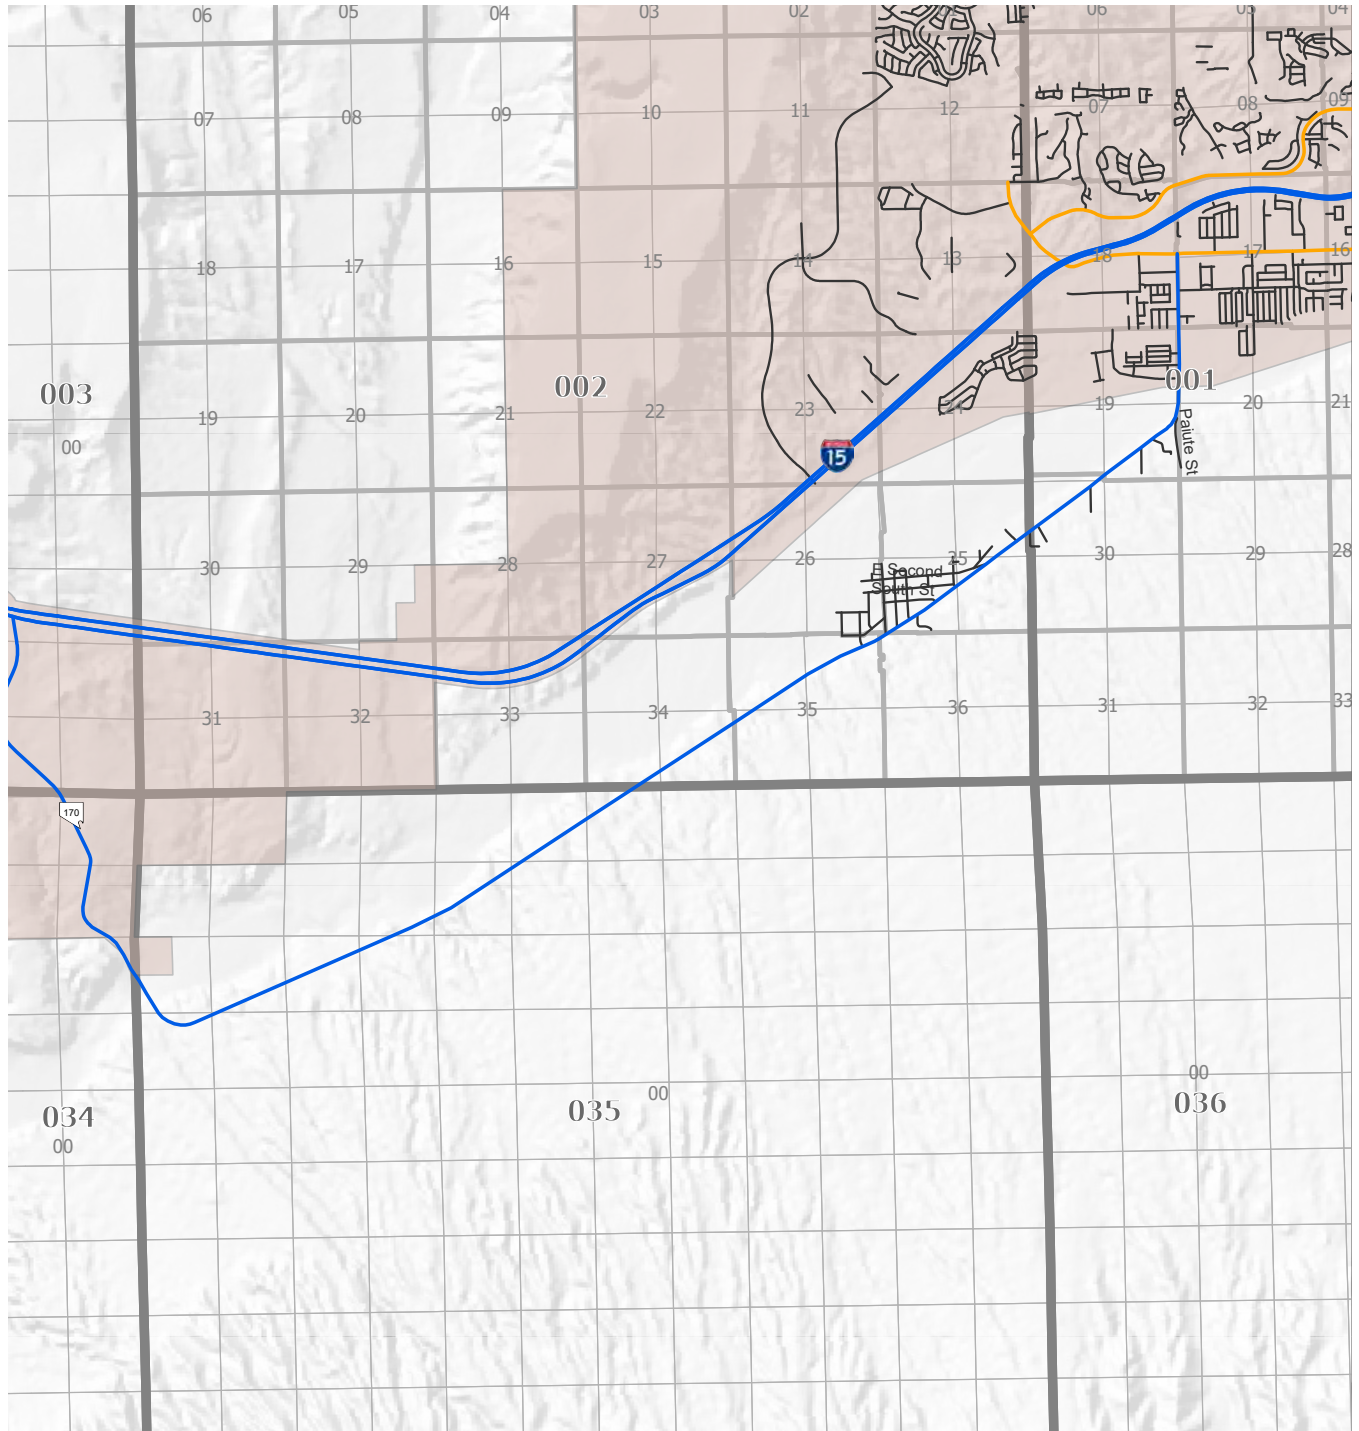 06 05 04 03 02 01 06 05 04
07 08 09 10 11 12 07 08 09
18 17 16 15 14 13 18 17 16
003 002 001
19 20 21 22 23 24 19 20 21
00
Paiute St
15
30 29 28 27 26 25 30 29 28
E Second
South St
31 32 33 34 35 36 31 32 33
170
00 00
034 035 036
00